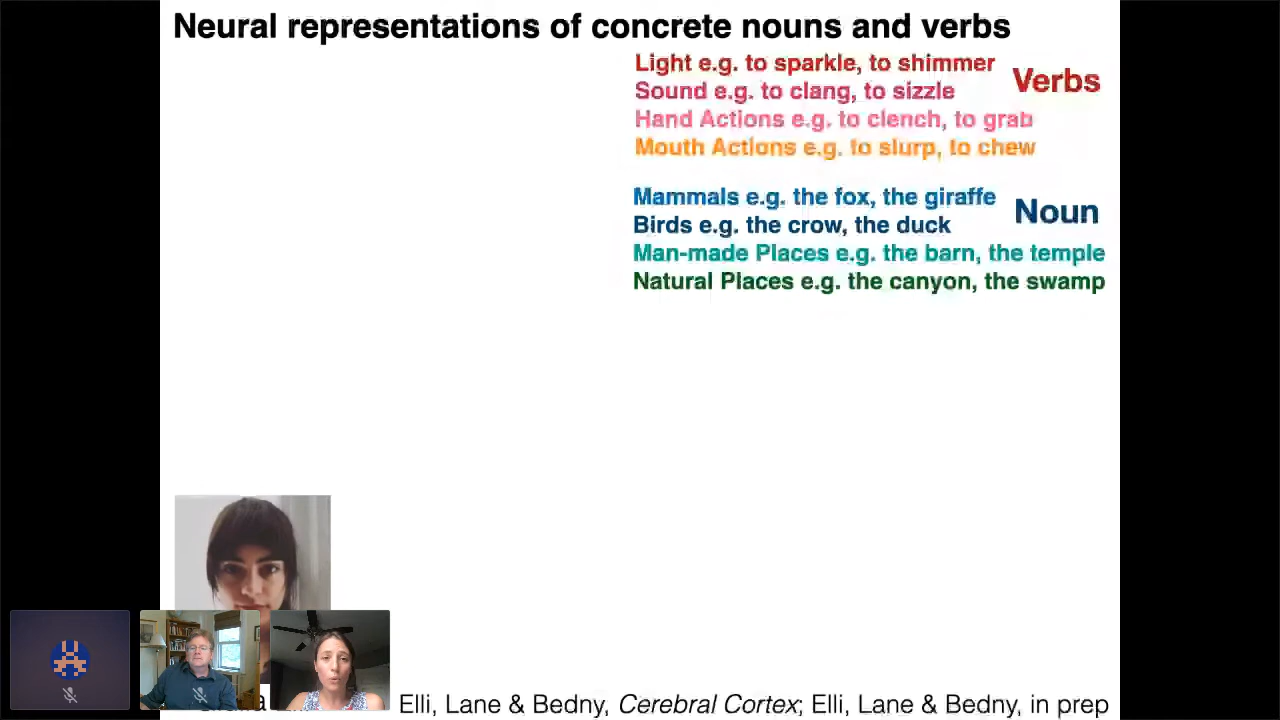 Neural representations of concrete nouns and verbs
Light e.g. to sparkle, to shimmer
Verbs
Sound e.g. to clang, to sizzle
Hand Actions e.g. to clench, to grab
Mouth Actions e.g. to slurp, to chew
Mammals e.g. the fox, the giraffe
Noun
Birds e.g. the crow, the duck
Man-made Places e.g. the barn, the temple
Natural Places e.g. the canyon, the swamp
Elli, Lane & Bedny, Cerebral Cortex; Elli, Lane & Bedny, in prep